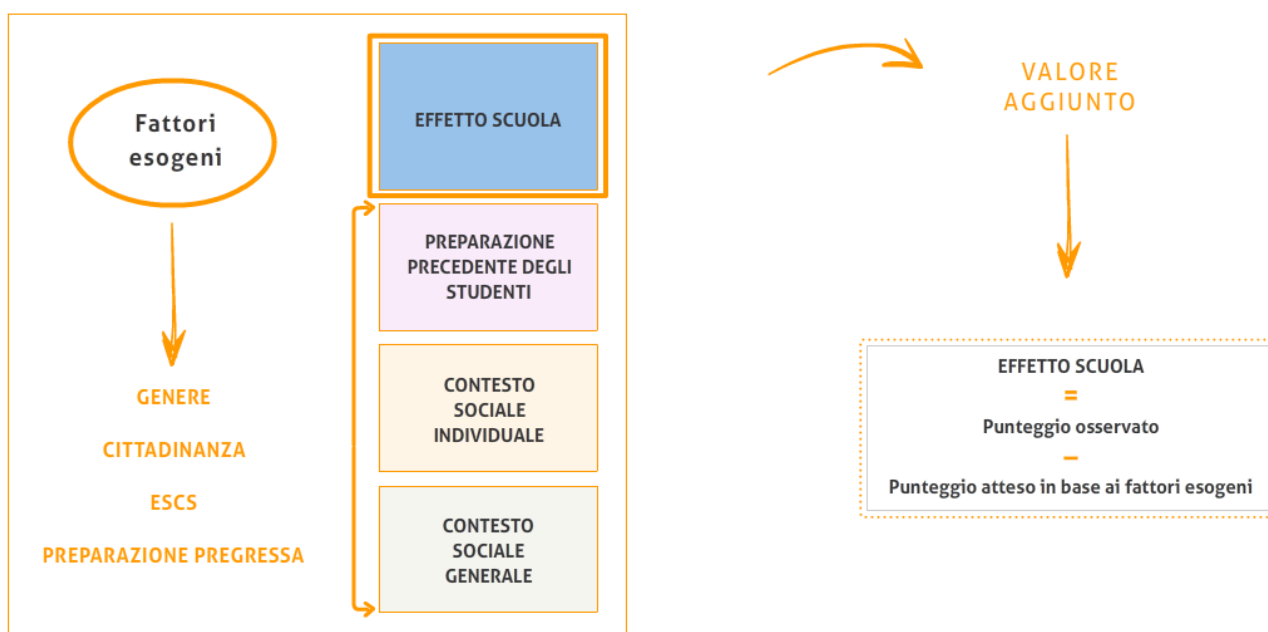 Fattori
esogeni
GENERE
CITTADINANZA
ESCS
PREPARAZIONE PREGRESSA
EFFETTO SCUOLA
PREPARAZIONE
PRECEDENTE DEGLI
STUDENTI
CONTESTO
SOCIALE
INDIVIDUALE
CONTESTO
SOCIALE
GENERALE
VALORE
AGGIUNTO
EFFETTO SCUOLA
=
Punteggio osservato
–
Punteggio atteso in base ai fattori esogeni